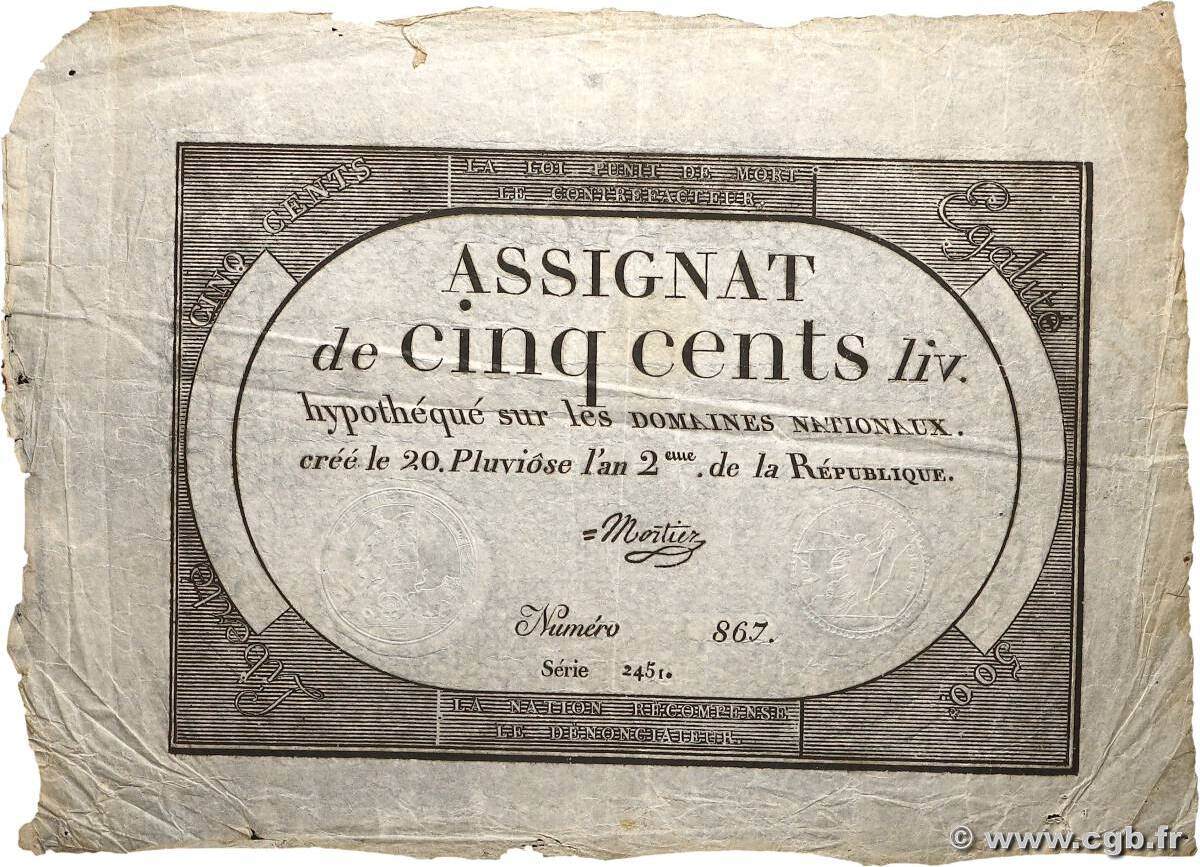 LA LOI PUNIT DE MORT
LE CONTREFACTEUR.
CINQ CENTS
Egalité
ASSIGNAT
de cinq cents liv.
hypothéqué sur les DOMAINES NATIONAUX.
créé le 20. Pluviôse l'an 2eme. de la RÉPUBLIQUE.
=Mortier
Numéro 867.
Série 2451.
Liberté
500.
LA NATION RÉCOMPENSE
LE DÉNONCIATEUR.
© www.cgb.fr